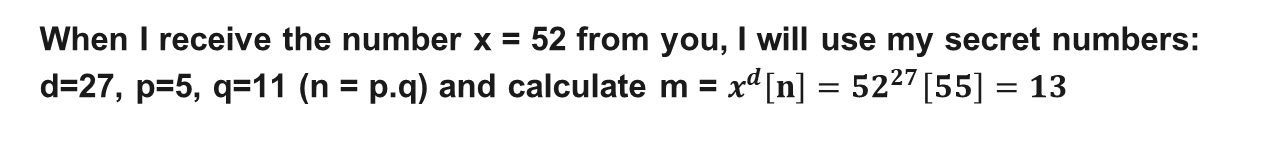 When I receive the number x = 52 from you, I will use my secret numbers:
d=27, p=5, q=11 (n = p.q) and calculate m = x^d[n] = 52^27[55] = 13